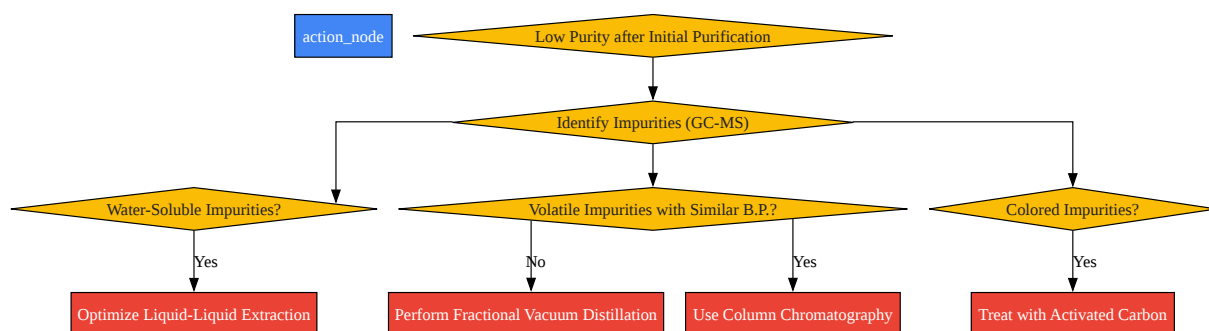 action_node
Low Purity after Initial Purification
Identify Impurities (GC-MS)
Water-Soluble Impurities?
Volatile Impurities with Similar B.P.?
Colored Impurities?
Yes
No
Yes
Yes
Optimize Liquid-Liquid Extraction
Perform Fractional Vacuum Distillation
Use Column Chromatography
Treat with Activated Carbon